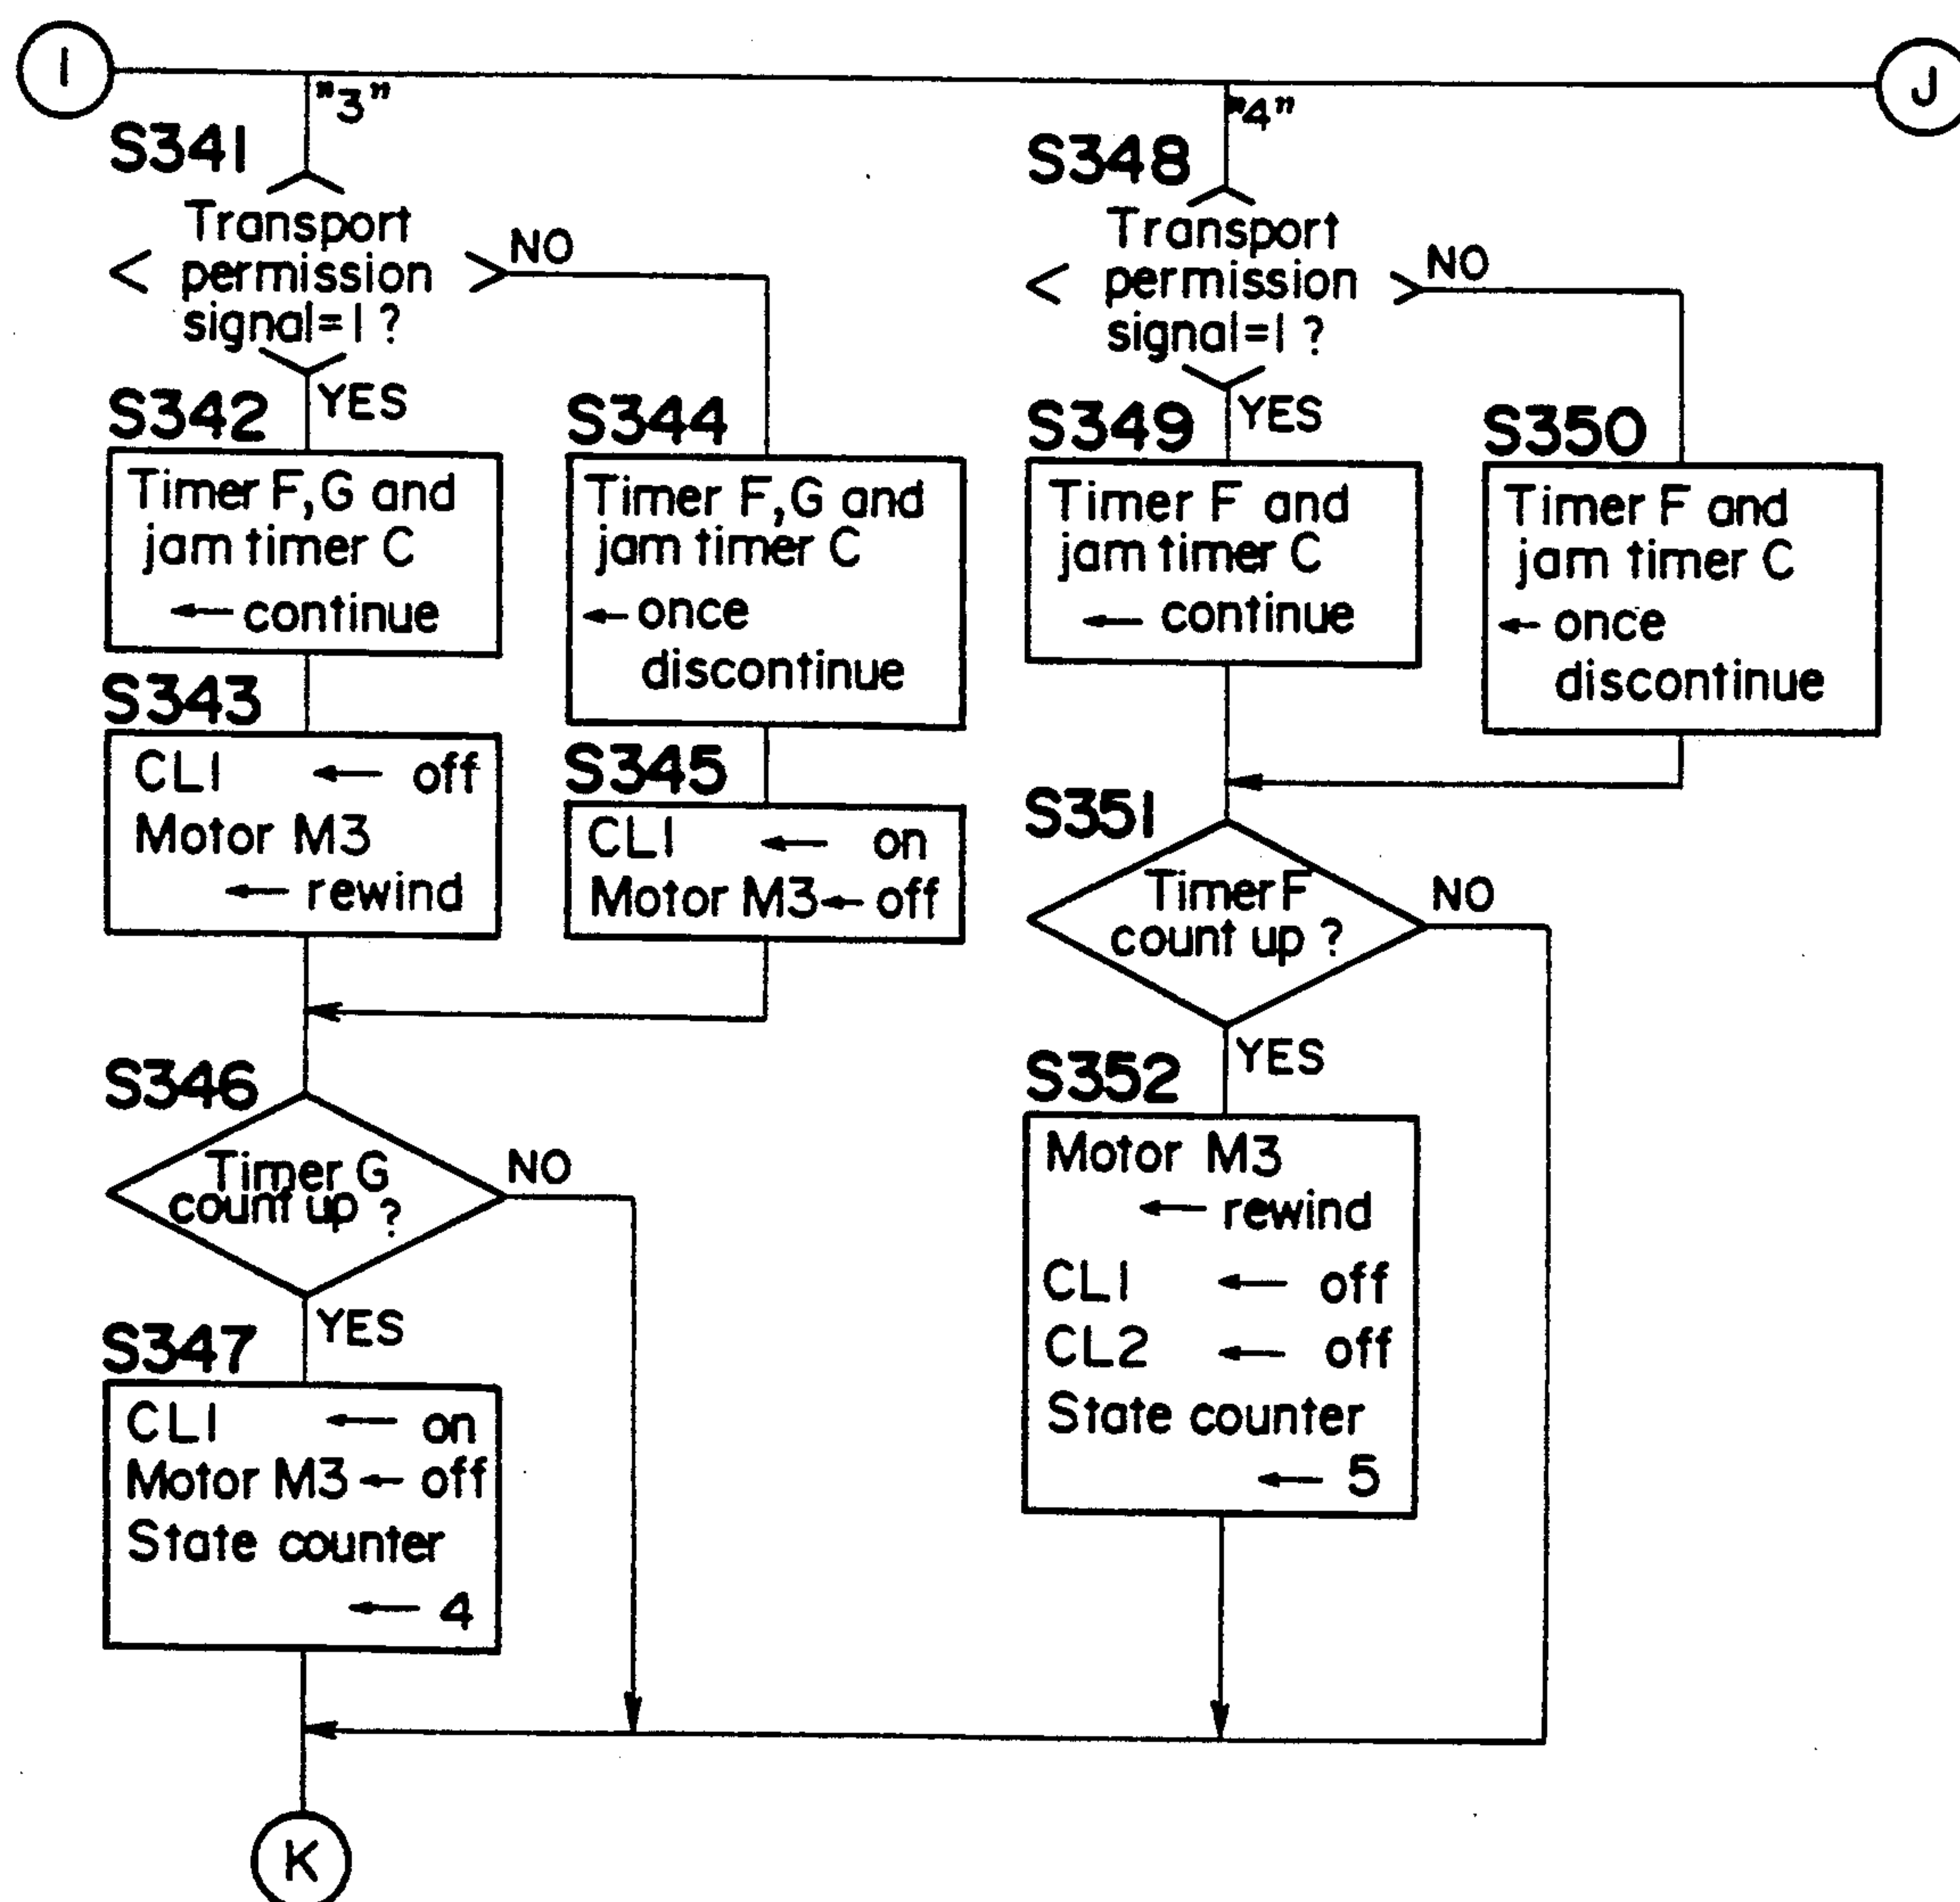 I
J
"3"
"4"
S341
Transport
< permission >
signal=1 ?
NO
YES
S342
Timer F,G and
jam timer C
← continue
S343
CL1 ← off
Motor M3
← rewind
S344
Timer F,G and
jam timer C
← once
discontinue
S345
CL1 ← on
Motor M3 ← off
S346
Timer G
count up ?
NO
YES
S347
CL1 ← on
Motor M3 ← off
State counter
← 4
S348
Transport
< permission >
signal=1 ?
NO
YES
S349
Timer F and
jam timer C
← continue
S350
Timer F and
jam timer C
← once
discontinue
S351
Timer F
count up ?
NO
YES
S352
Motor M3
← rewind
CL1 ← off
CL2 ← off
State counter
← 5
K